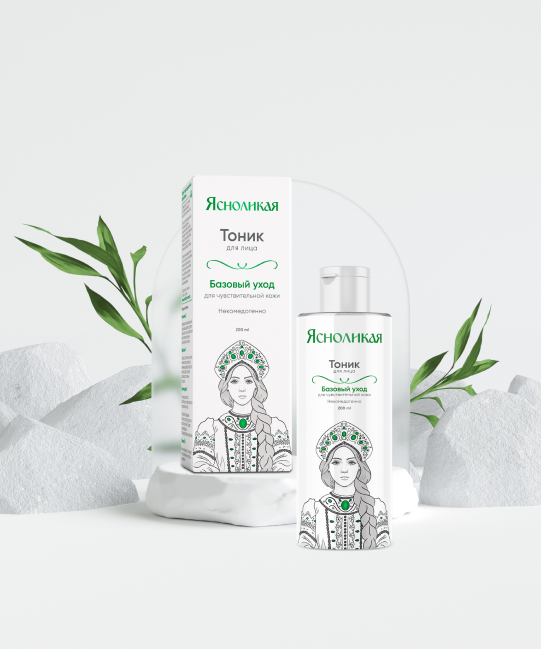 Ясноликая
Тоник
для лица
Базовый уход
для чувствительной кожи
Некомедогенно
200 ml
Ясноликая
Тоник
для лица
Базовый уход
для чувствительной кожи
Некомедогенно
200 ml